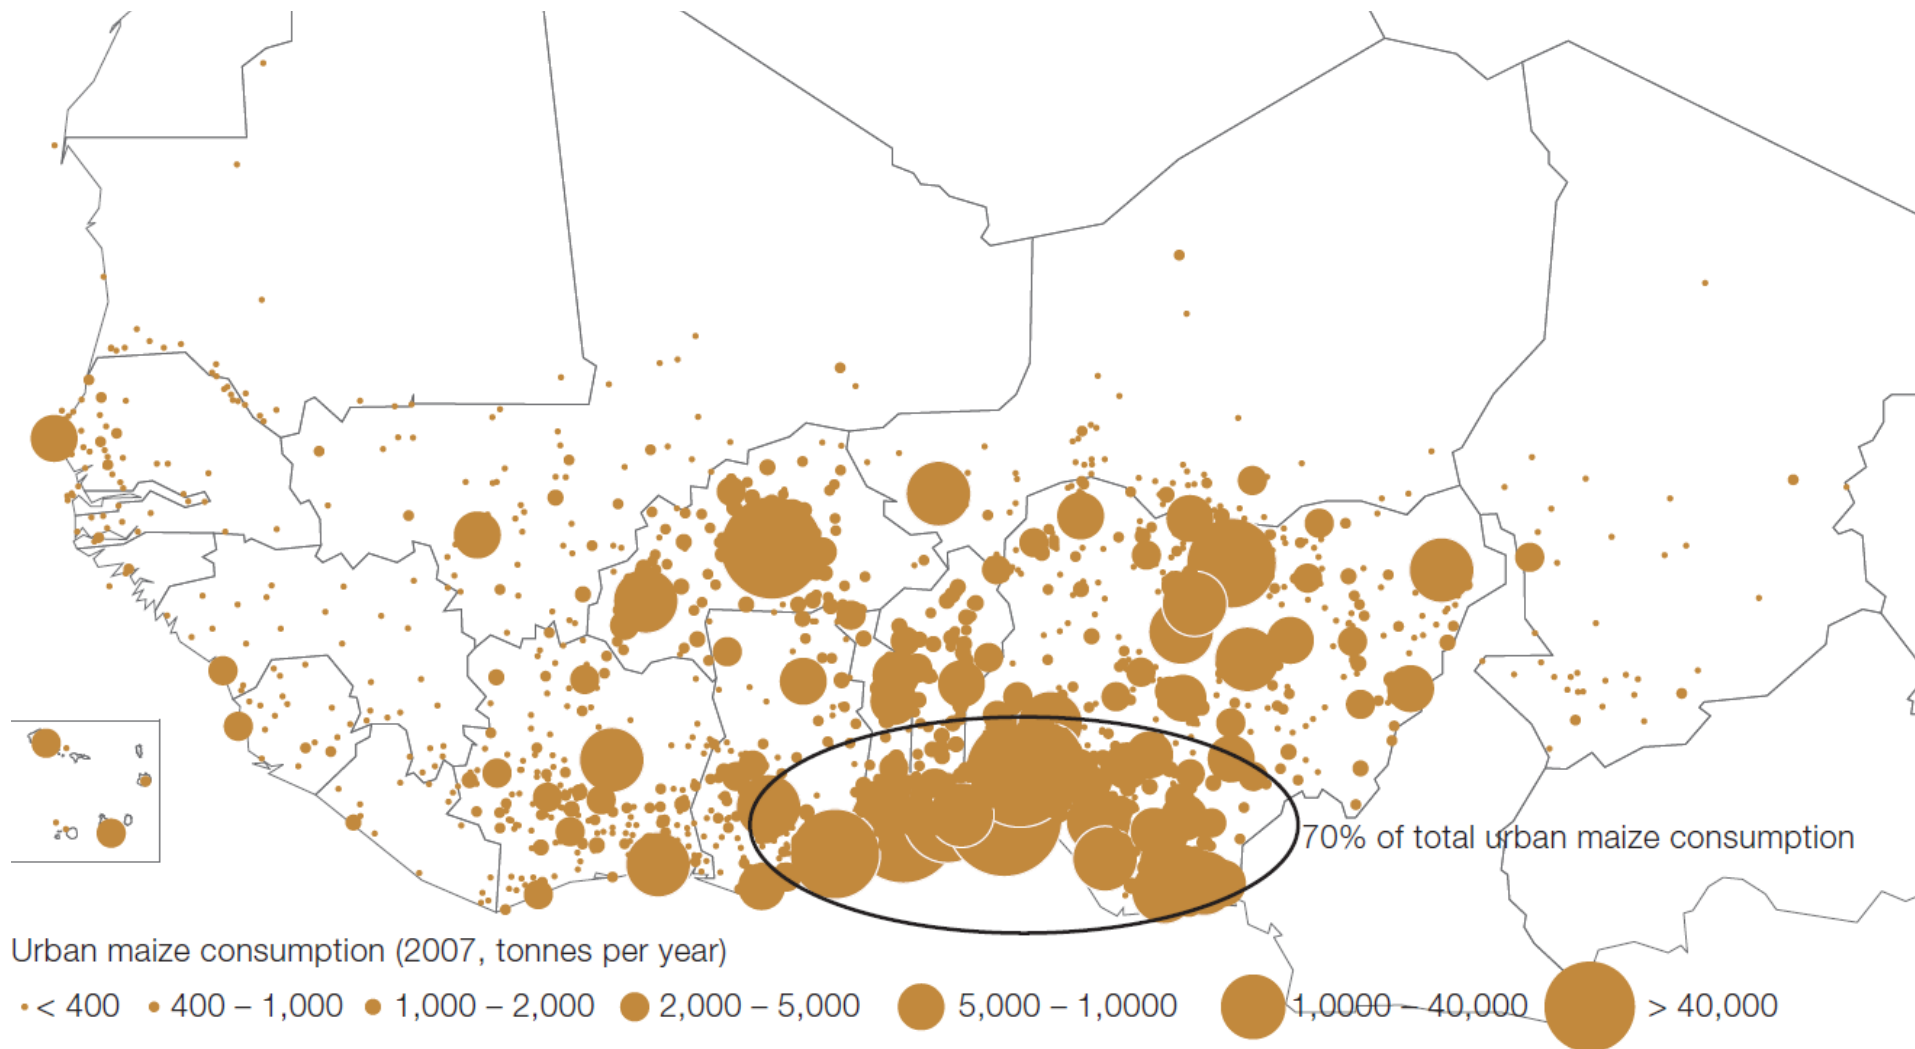 70% of total urban maize consumption
Urban maize consumption (2007, tonnes per year)
< 400 400 – 1,000 1,000 – 2,000 2,000 – 5,000 5,000 – 1,0000 1,0000 – 40,000 > 40,000